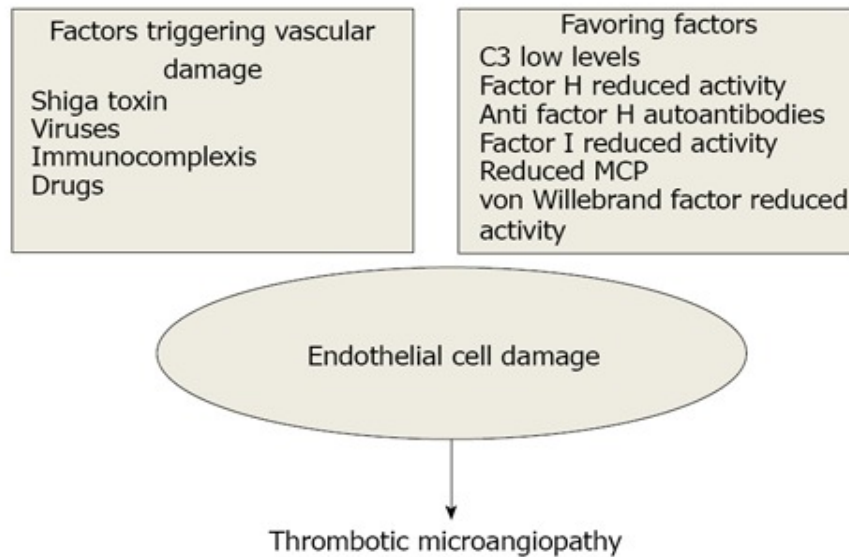 Factors triggering vascular
damage
Shiga toxin
Viruses
Immunocomplexis
Drugs
Favoring factors
C3 low levels
Factor H reduced activity
Anti factor H autoantibodies
Factor I reduced activity
Reduced MCP
von Willebrand factor reduced
activity
Endothelial cell damage
Thrombotic microangiopathy